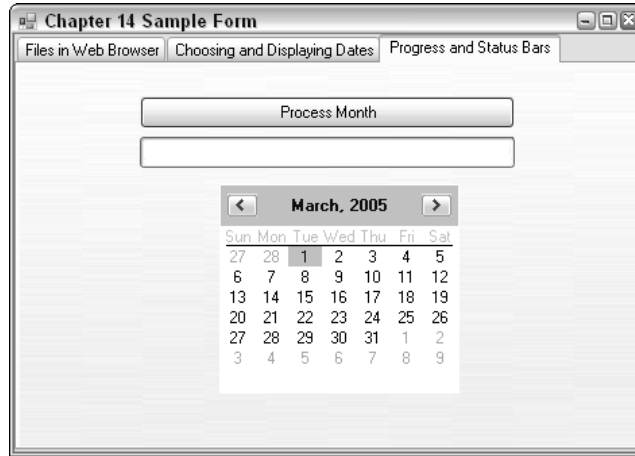 Chapter 14 Sample Form
Files in Web Browser Choosing and Displaying Dates Progress and Status Bars
Process Month
March, 2005
Sun Mon Tue Wed Thu Fri Sat
27 28 1 2 3 4 5
6 7 8 9 10 11 12
13 14 15 16 17 18 19
20 21 22 23 24 25 26
27 28 29 30 31 1 2
3 4 5 6 7 8 9